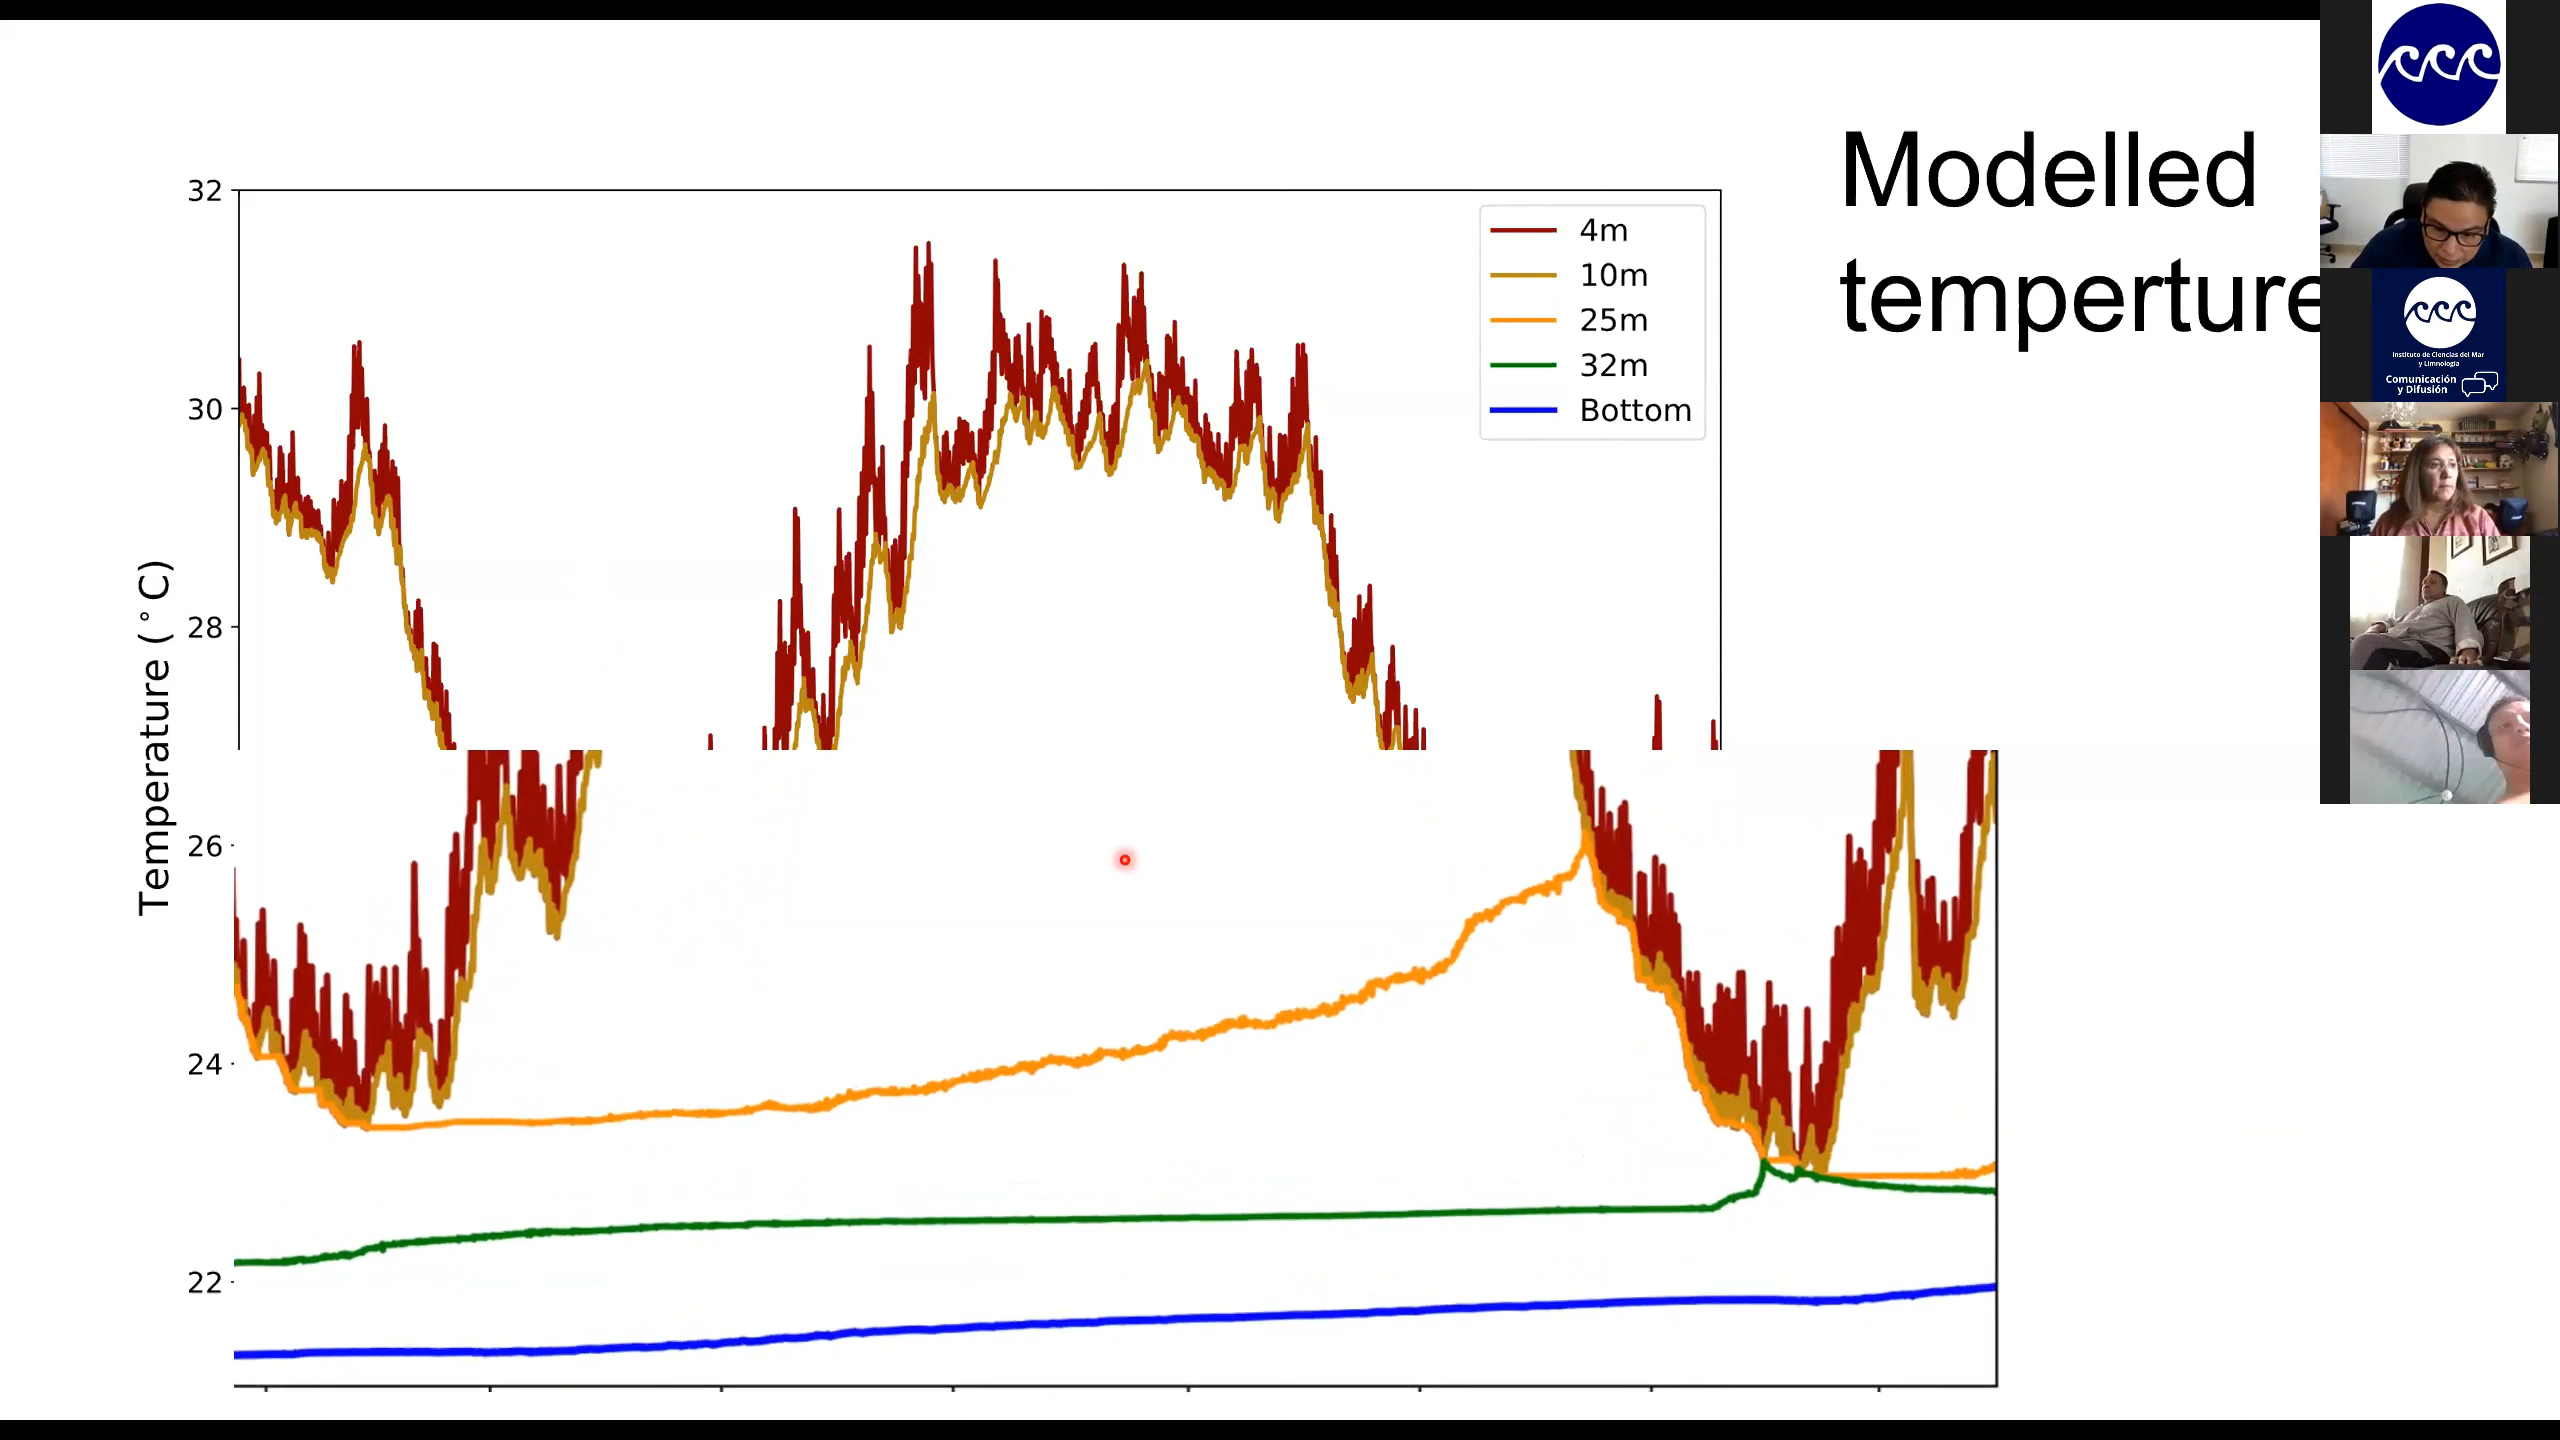 Modelled
temperture
32
30
28
26
24
22
Temperature (°C)
4m
10m
25m
32m
Bottom
Instituto de Ciencias del Mar
y Limnología
Comunicación
y Difusión